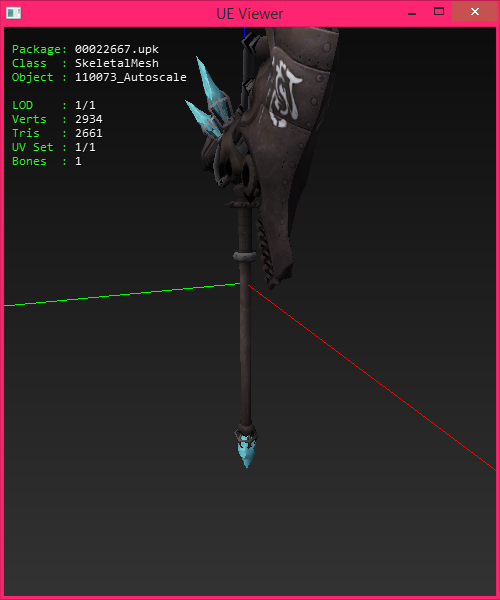 UE Viewer
Package: 00022667.upk
Class : SkeletalMesh
Object : 110073_Autoscale
LOD : 1/1
Verts : 2934
Tris : 2661
UV Set : 1/1
Bones : 1